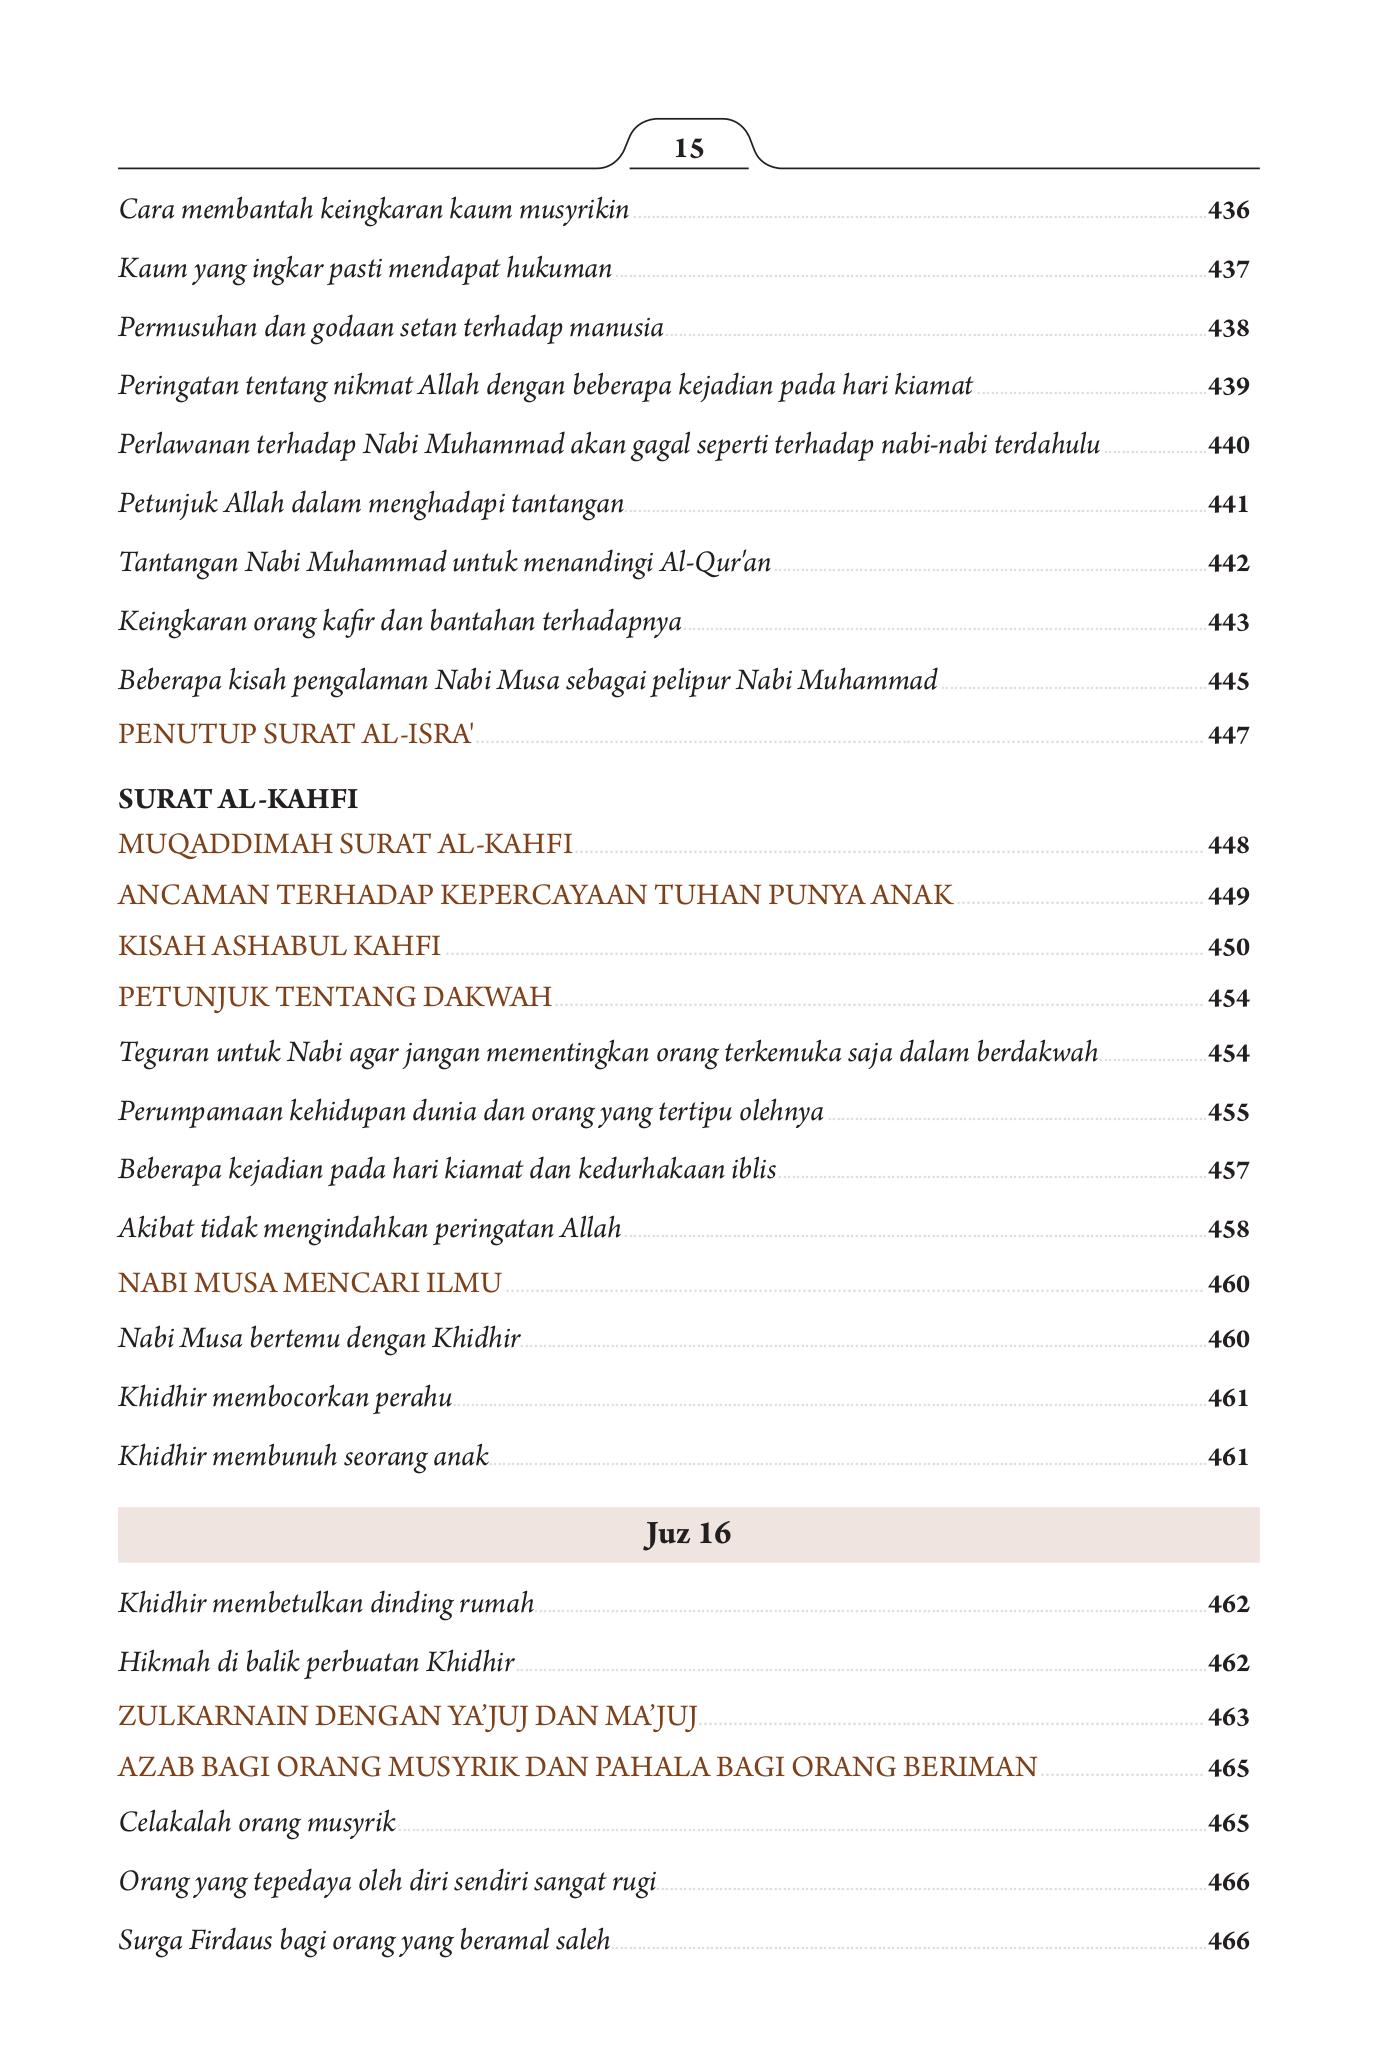 15
Cara membantah keingkaran kaum musyrikin 436
Kaum yang ingkar pasti mendapat hukuman 437
Permusuhan dan godaan setan terhadap manusia 438
Peringatan tentang nikmat Allah dengan beberapa kejadian pada hari kiamat 439
Perlawanan terhadap Nabi Muhammad akan gagal seperti terhadap nabi-nabi terdahulu 440
Petunjuk Allah dalam menghadapi tantangan 441
Tantangan Nabi Muhammad untuk menandingi Al-Qur'an 442
Keingkaran orang kafir dan bantahan terhadapnya 443
Beberapa kisah pengalaman Nabi Musa sebagai pelipur Nabi Muhammad 445
PENUTUP SURAT AL-ISRA' 447
SURAT AL-KAHFI
MUQADDIMAH SURAT AL-KAHFI 448
ANCAMAN TERHADAP KEPERCAYAAN TUHAN PUNYA ANAK 449
KISAH ASHABUL KAHFI 450
PETUNJUK TENTANG DAKWAH 454
Teguran untuk Nabi agar jangan mementingkan orang terkemuka saja dalam berdakwah 454
Perumpamaan kehidupan dunia dan orang yang tertipu olehnya 455
Beberapa kejadian pada hari kiamat dan kedurhakaan iblis 457
Akibat tidak mengindahkan peringatan Allah 458
NABI MUSA MENCARI ILMU 460
Nabi Musa bertemu dengan Khidhir 460
Khidhir membocorkan perahu 461
Khidhir membunuh seorang anak 461
Juz 16
Khidhir membetulkan dinding rumah 462
Hikmah di balik perbuatan Khidhir 462
ZULKARNAIN DENGAN YA’JUJ DAN MA’JUJ 463
AZAB BAGI ORANG MUSYRIK DAN PAHALA BAGI ORANG BERIMAN 465
Celakalah orang musyrik 465
Orang yang tepedaya oleh diri sendiri sangat rugi 466
Surga Firdaus bagi orang yang beramal saleh 466